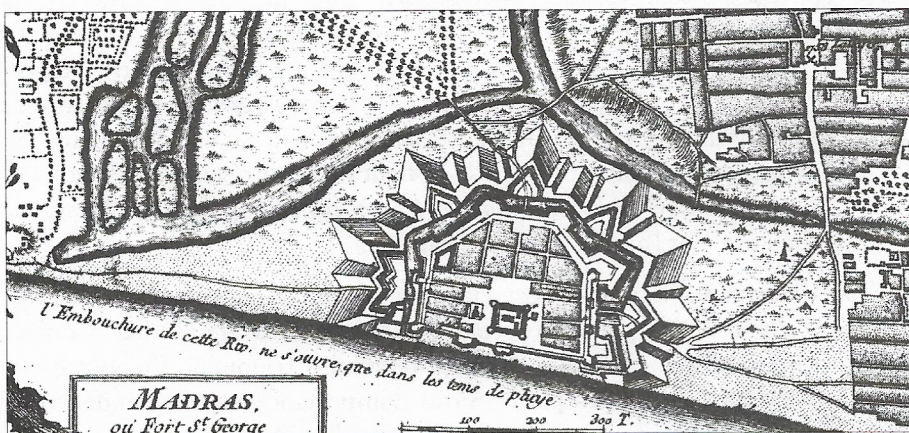 l'Embouchure de cette Riv. ne s'ouvre, que dans les tems de pluye
MADRAS,
ou Fort St. George
100 200 300 T.